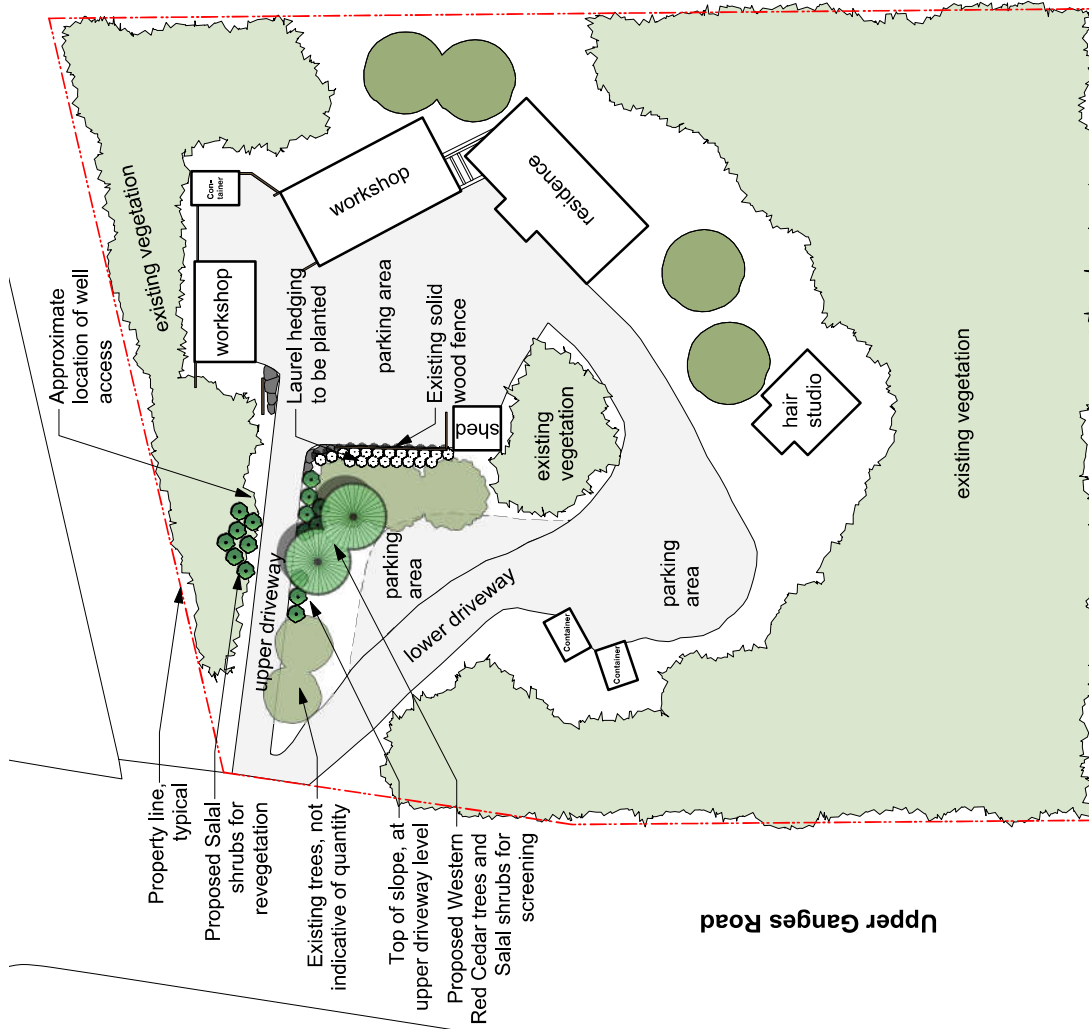 Con-
tainer
existing vegetation
workshop
workshop
residence
Approximate
location of well
access
Laurel hedging
to be planted
parking area
Existing solid
wood fence
shed
existing
vegetation
hair
studio
existing vegetation
upper driveway
parking
area
lower driveway
parking
area
Container
Container
Property line,
typical
Proposed Salal
shrubs for
revegetation
Existing trees, not
indicative of quantity
Top of slope, at
upper driveway level
Proposed Western
Red Cedar trees and
Salal shrubs for
screening
Upper Ganges Road